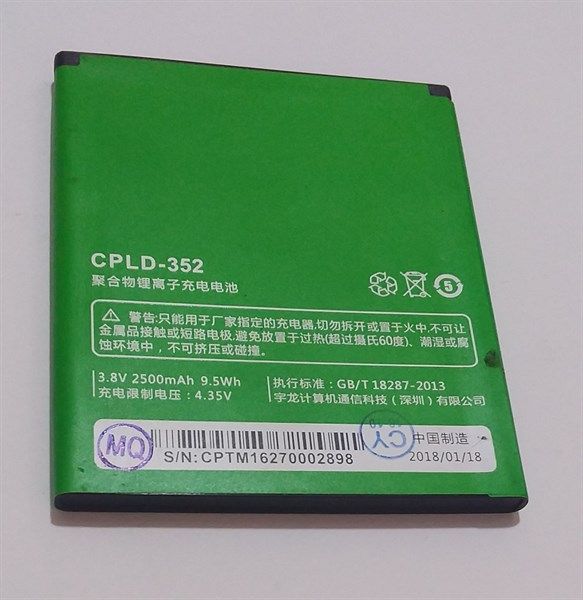 CPLD-352
聚合物锂离子充电电池
5
警告:只能用于厂家指定的充电器,切勿拆开或置于火中,不可让
金属品接触或短路电极,避免放置于过热(超过摄氏60度)、潮湿或腐
蚀环境中，不可挤压或碰撞。
3.8V 2500mAh 9.5Wh
充电限制电压：4.35V
执行标准：GB/T 18287-2013
宇龙计算机通信科技（深圳）有限公司
MQ
S/N:CPTM16270002898
CY
中国制造
2018/01/18